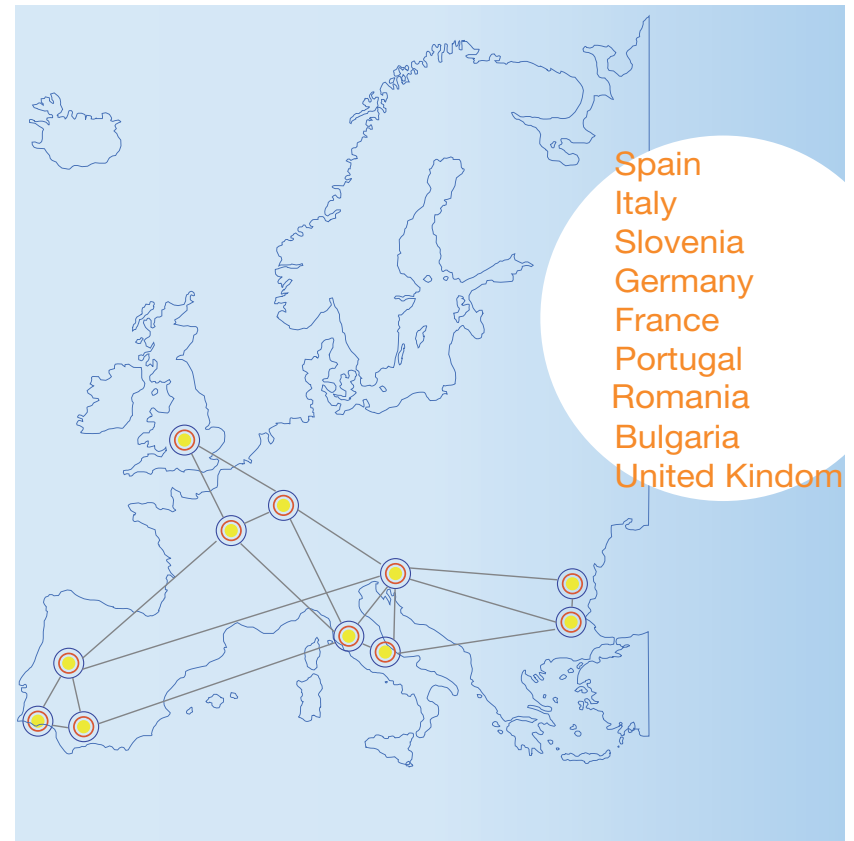 Spain
Italy
Slovenia
Germany
France
Portugal
Romania
Bulgaria
United Kindom